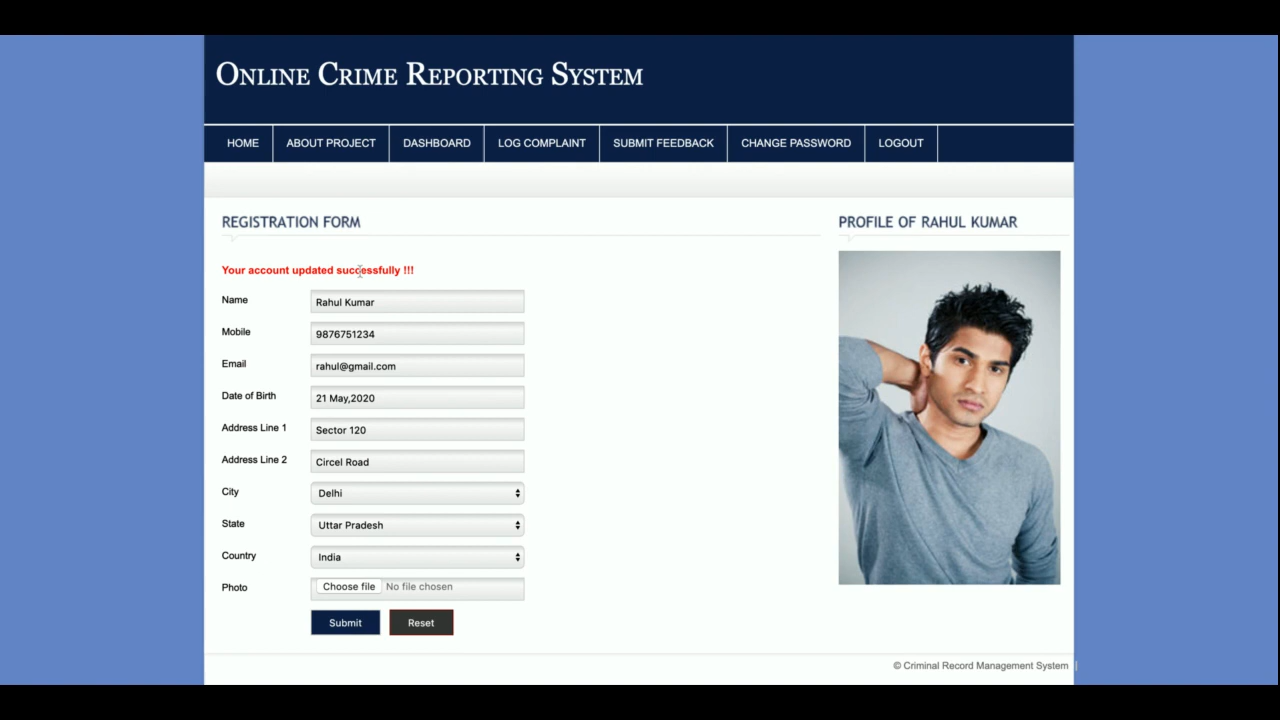 Online Crime Reporting System
HOME ABOUT PROJECT DASHBOARD LOG COMPLAINT SUBMIT FEEDBACK CHANGE PASSWORD LOGOUT
REGISTRATION FORM
Your account updated successfully !!!
Name Rahul Kumar
Mobile 9876751234
Email rahul@gmail.com
Date of Birth 21 May,2020
Address Line 1 Sector 120
Address Line 2 Circel Road
City Delhi
State Uttar Pradesh
Country India
Photo Choose file No file chosen
Submit Reset
PROFILE OF RAHUL KUMAR
© Criminal Record Management System |